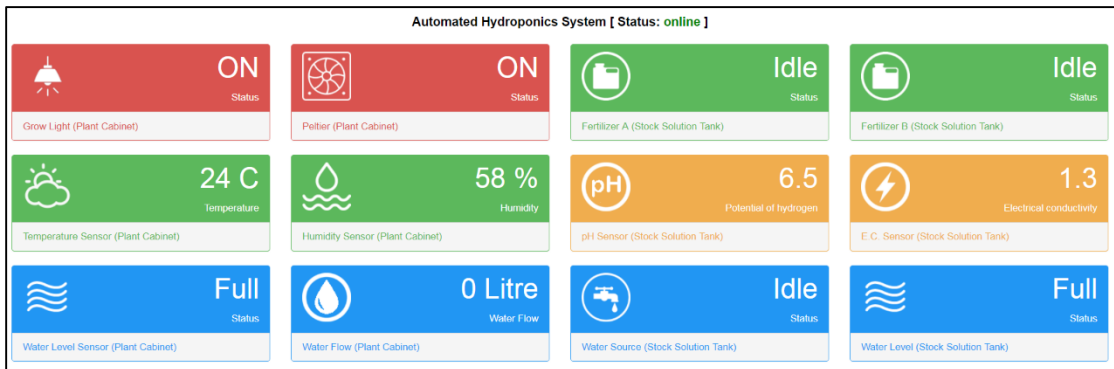 Automated Hydroponics System [ Status: online ]
ON
Status
Grow Light (Plant Cabinet)
ON
Status
Peltier (Plant Cabinet)
Idle
Status
Fertilizer A (Stock Solution Tank)
Idle
Status
Fertilizer B (Stock Solution Tank)
24 C
Temperature
Temperature Sensor (Plant Cabinet)
58 %
Humidity
Humidity Sensor (Plant Cabinet)
pH
6.5
Potential of hydrogen
pH Sensor (Stock Solution Tank)
1.3
Electrical conductivity
E.C. Sensor (Stock Solution Tank)
Full
Status
Water Level Sensor (Plant Cabinet)
0 Litre
Water Flow
Water Flow (Plant Cabinet)
Idle
Status
Water Source (Stock Solution Tank)
Full
Status
Water Level (Stock Solution Tank)